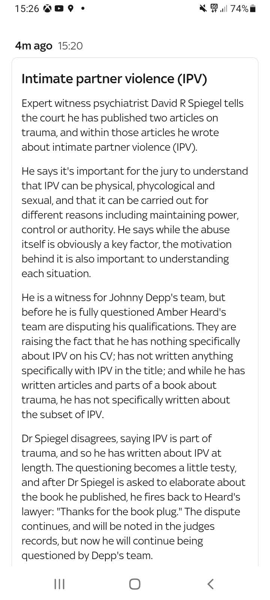 15:26
74%
4m ago 15:20
Intimate partner violence (IPV)
Expert witness psychiatrist David R Spiegel tells
the court he has published two articles on
trauma, and within those articles he wrote
about intimate partner violence (IPV).
He says it's important for the jury to understand
that IPV can be physical, phycological and
sexual, and that it can be carried out for
different reasons including maintaining power,
control or authority. He says while the abuse
itself is obviously a key factor, the motivation
behind it is also important to understanding
each situation.
He is a witness for Johnny Depp's team, but
before he is fully questioned Amber Heard's
team are disputing his qualifications. They are
raising the fact that he has nothing specifically
about IPV on his CV; has not written anything
specifically with IPV in the title; and while he has
written articles and parts of a book about
trauma, he has not specifically written about
the subset of IPV.
Dr Spiegel disagrees, saying IPV is part of
trauma, and so he has written about IPV at
length. The questioning becomes a little testy,
and after Dr Spiegel is asked to elaborate about
the book he published, he fires back to Heard's
lawyer: "Thanks for the book plug." The dispute
continues, and will be noted in the judges
records, but now he will continue being
questioned by Depp's team.